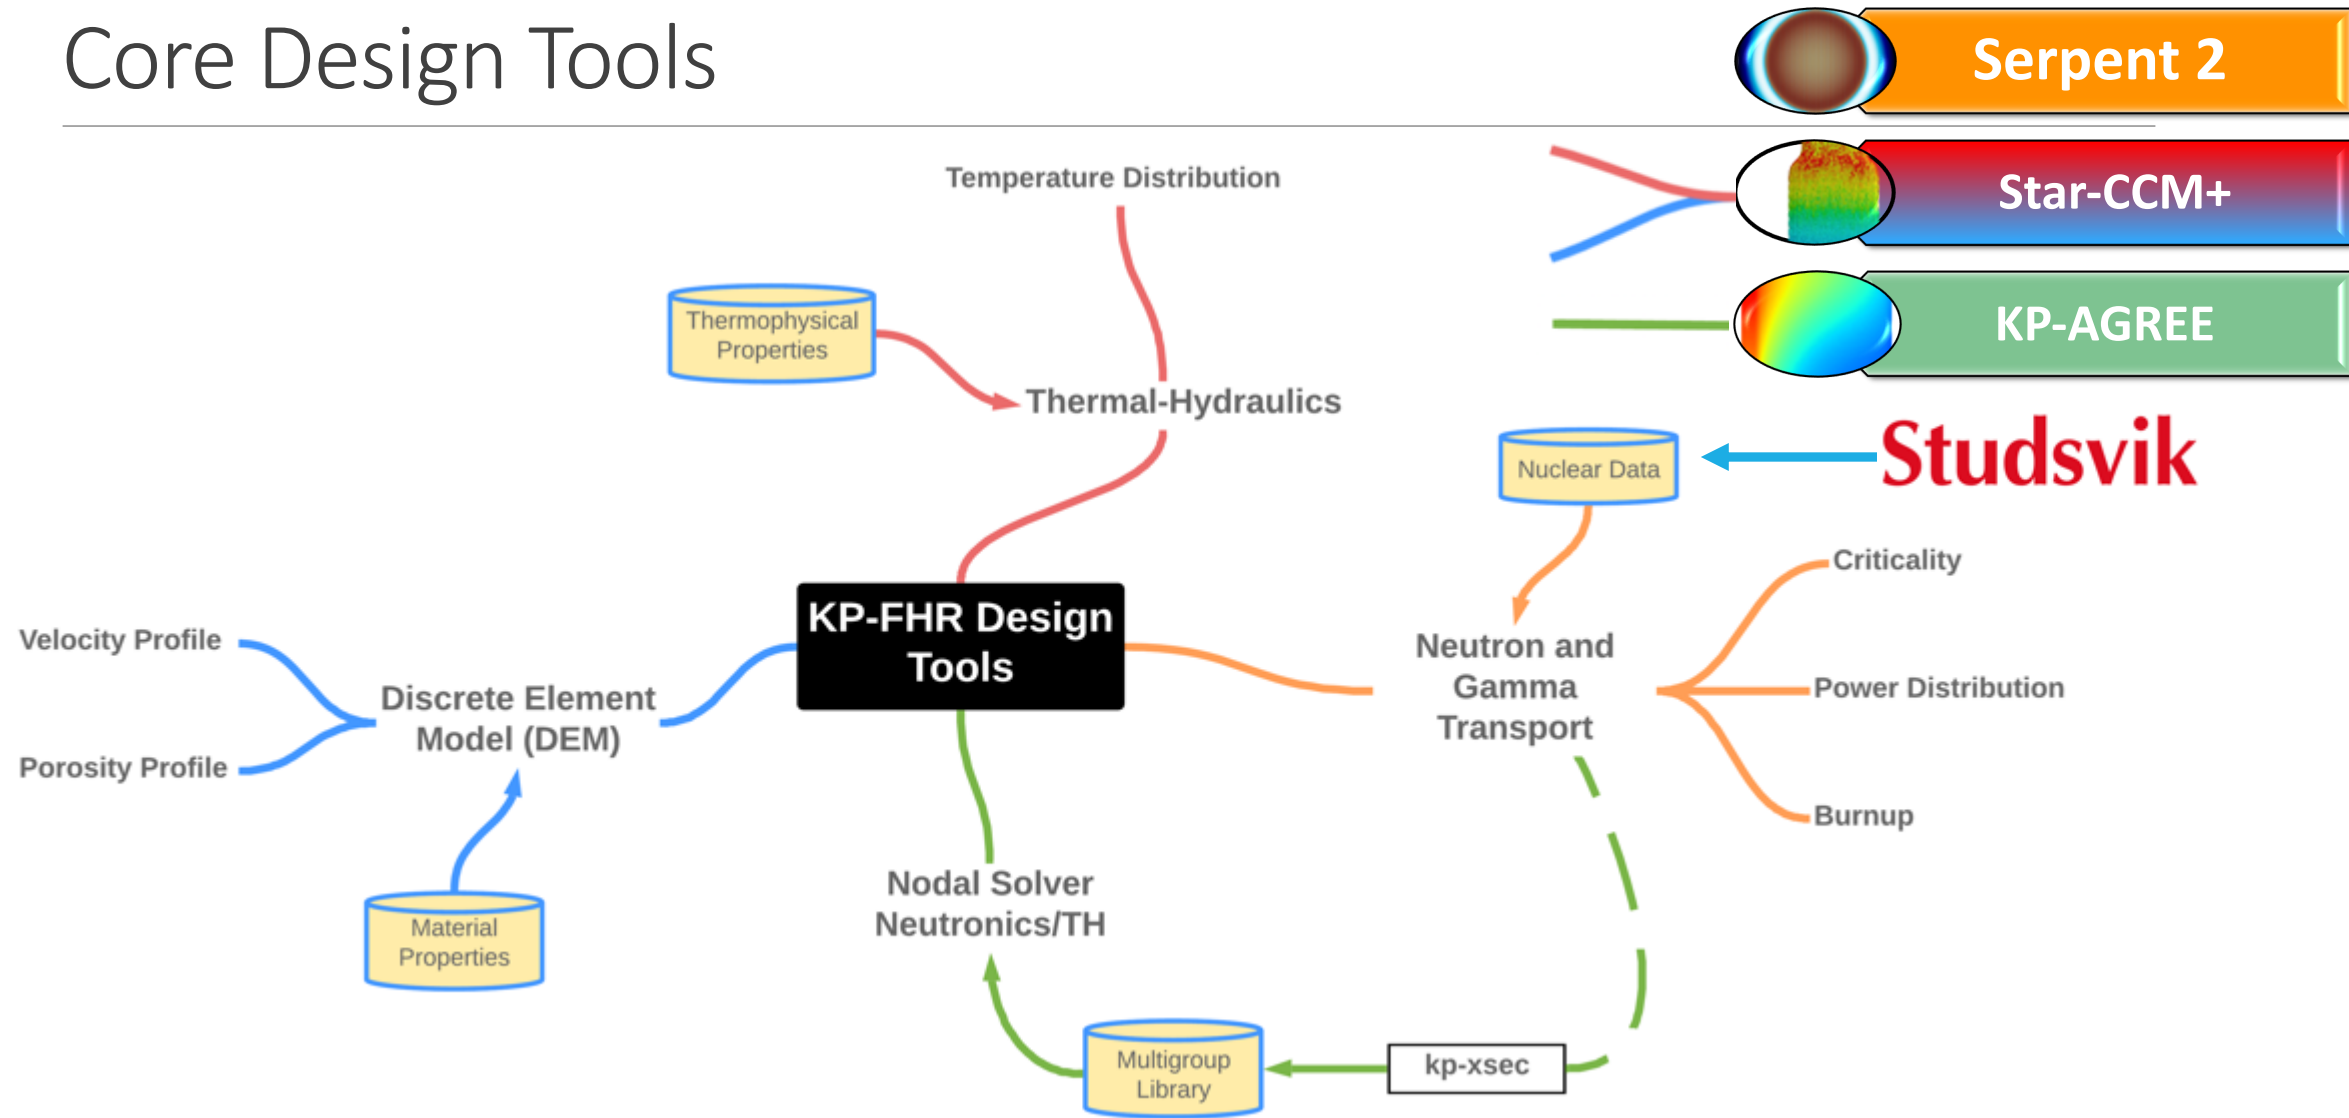 Core Design Tools
Serpent 2
Star-CCM+
KP-AGREE
Studsvik
Temperature Distribution
Thermophysical
Properties
Thermal-Hydraulics
Nuclear Data
Criticality
KP-FHR Design
Tools
Neutron and
Gamma
Transport
Power Distribution
Burnup
Velocity Profile
Discrete Element
Model (DEM)
Porosity Profile
Material
Properties
Nodal Solver
Neutronics/TH
Multigroup
Library
kp-xsec